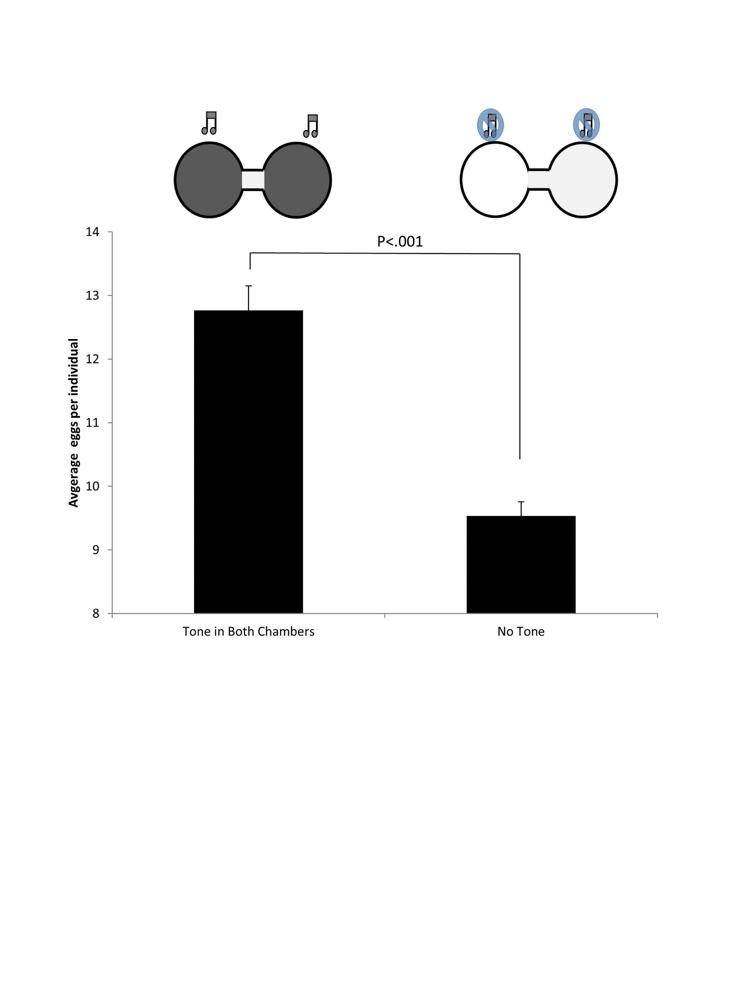 14
P<.001
13
12
11
10
9
8
Avgerage  eggs per individual
Tone in Both Chambers
No Tone